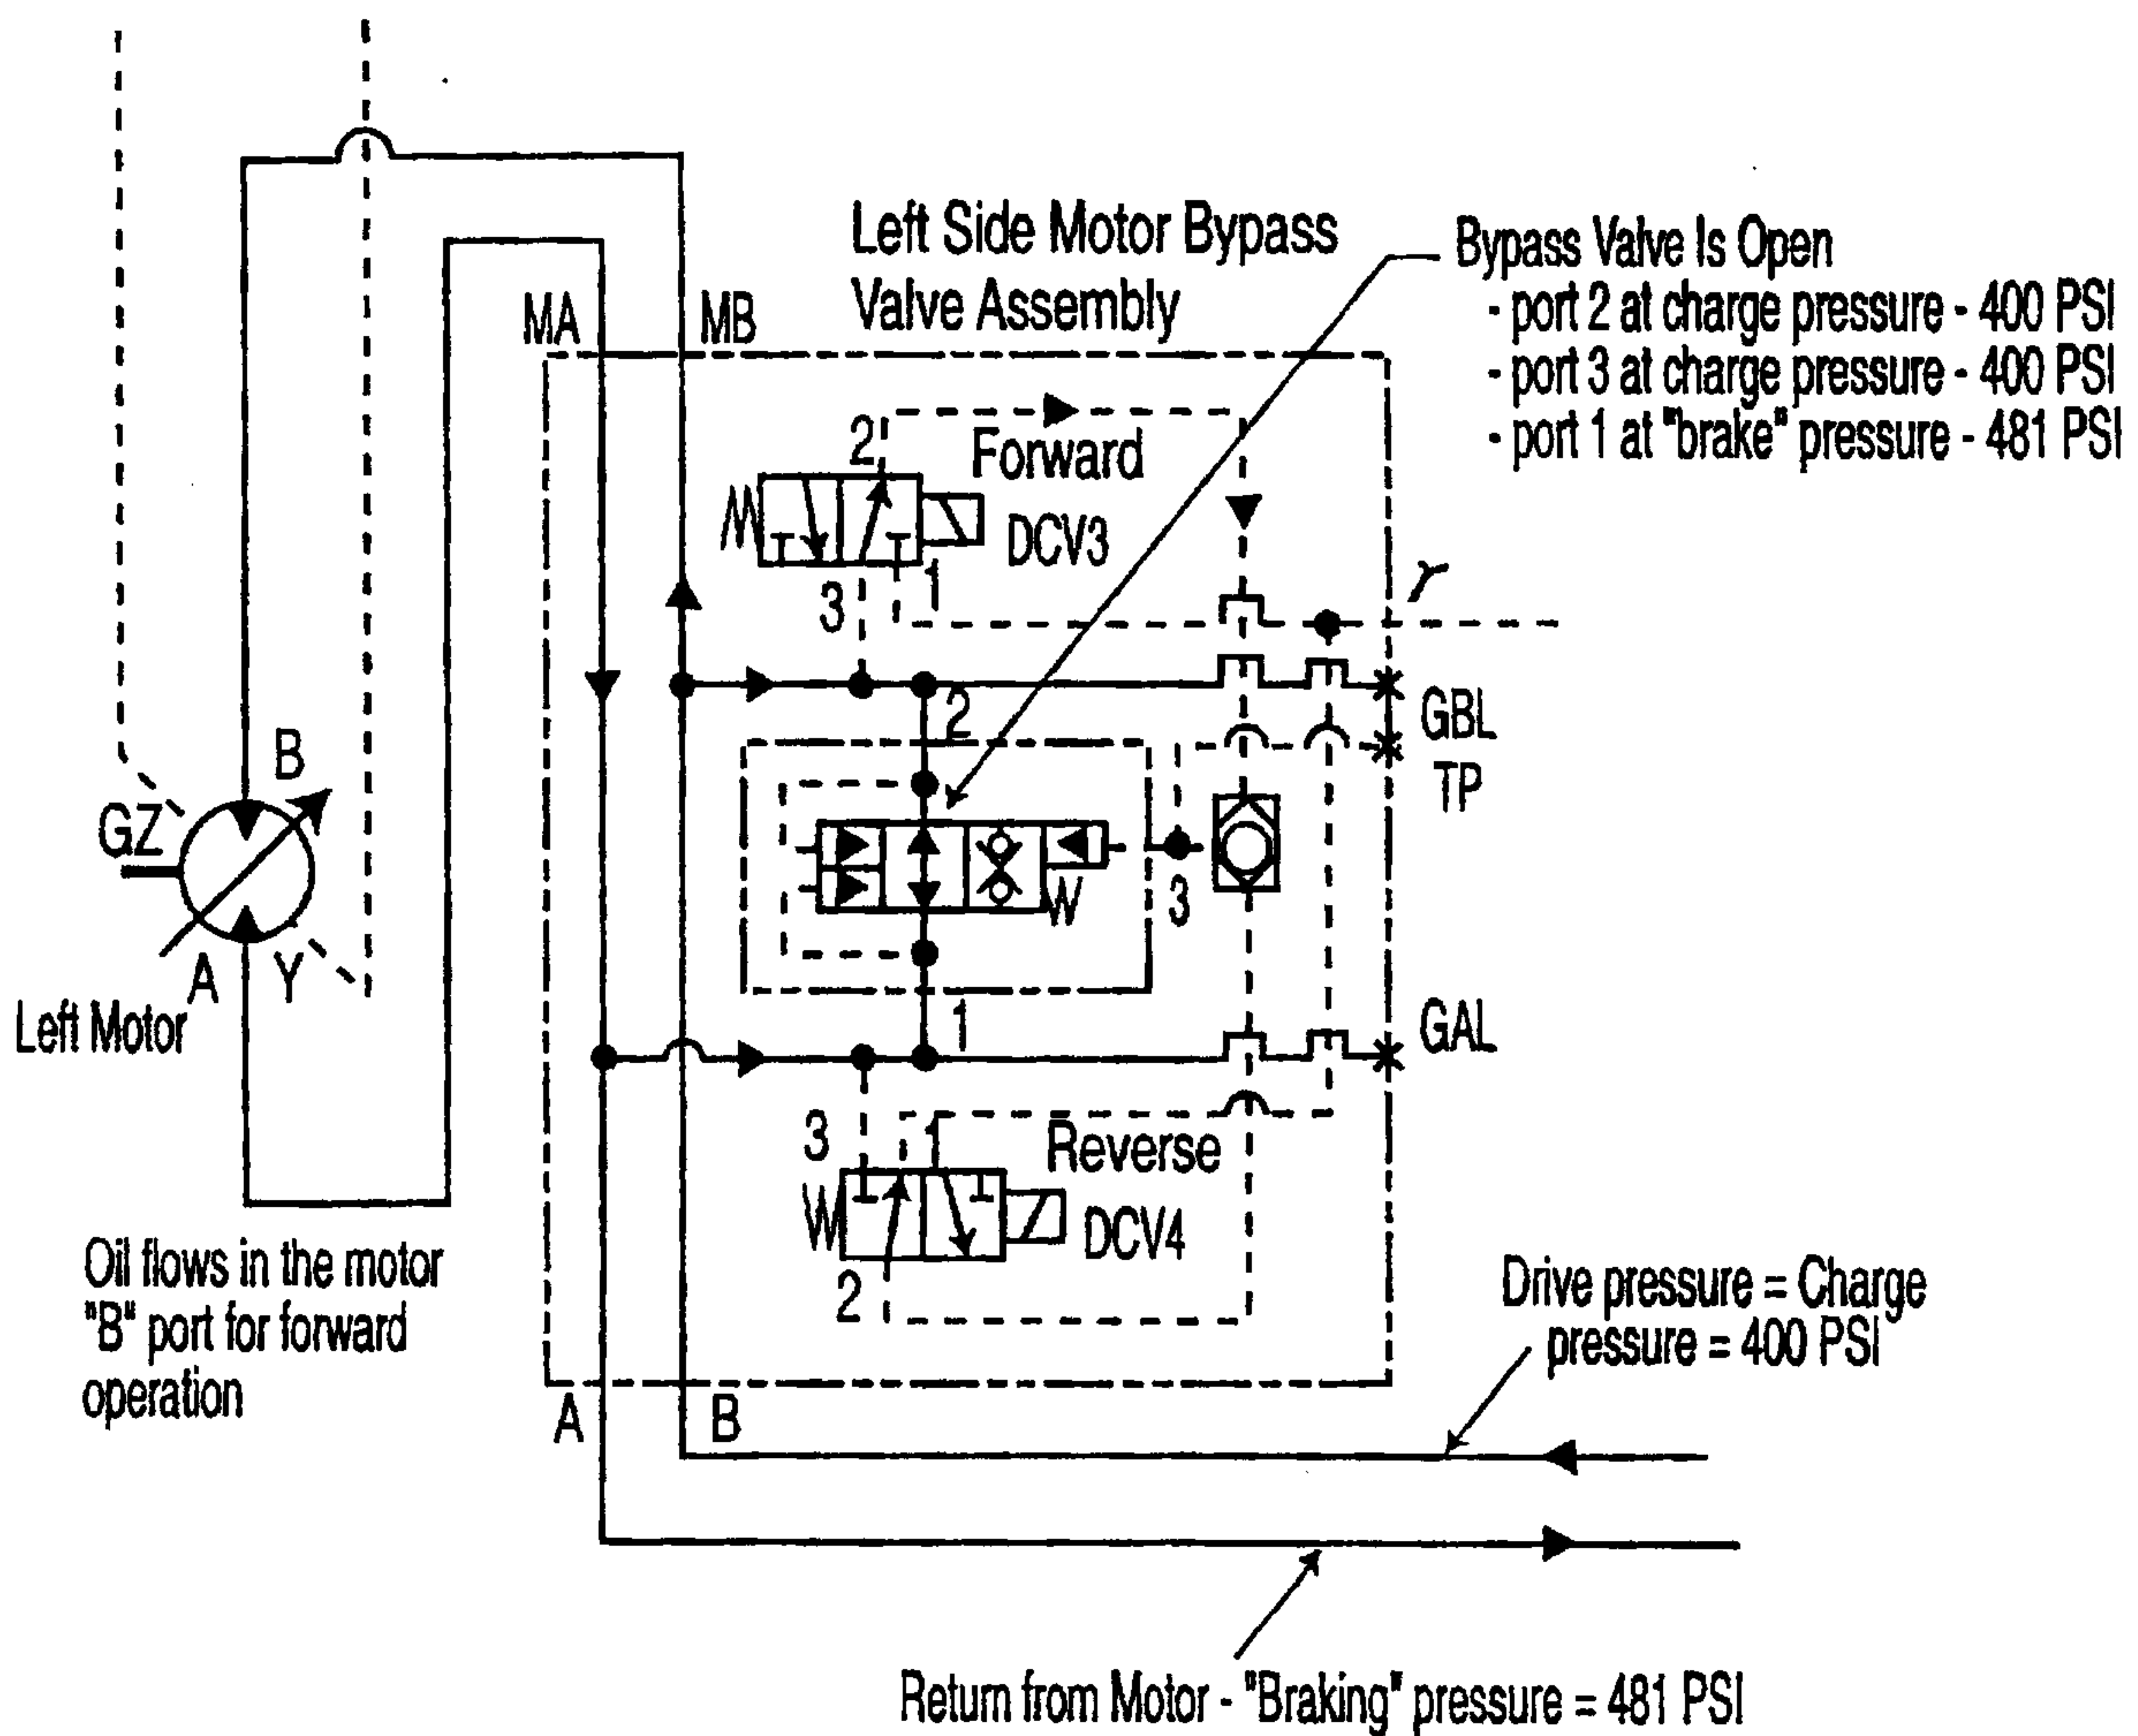 Left Side Motor Bypass
Valve Assembly
Bypass Valve Is Open
- port 2 at charge pressure - 400 PSI
- port 3 at charge pressure - 400 PSI
- port 1 at "brake" pressure - 481 PSI
MA
MB
2
Forward
DCV3
3
1
Y
GBL
TP
2
B
GZ
A
Y
Left Motor
3
1
GAL
3
1
Reverse
DCV4
2
Oil flows in the motor
"B" port for forward
operation
A
B
Drive pressure = Charge
pressure = 400 PSI
Return from Motor - "Braking" pressure = 481 PSI